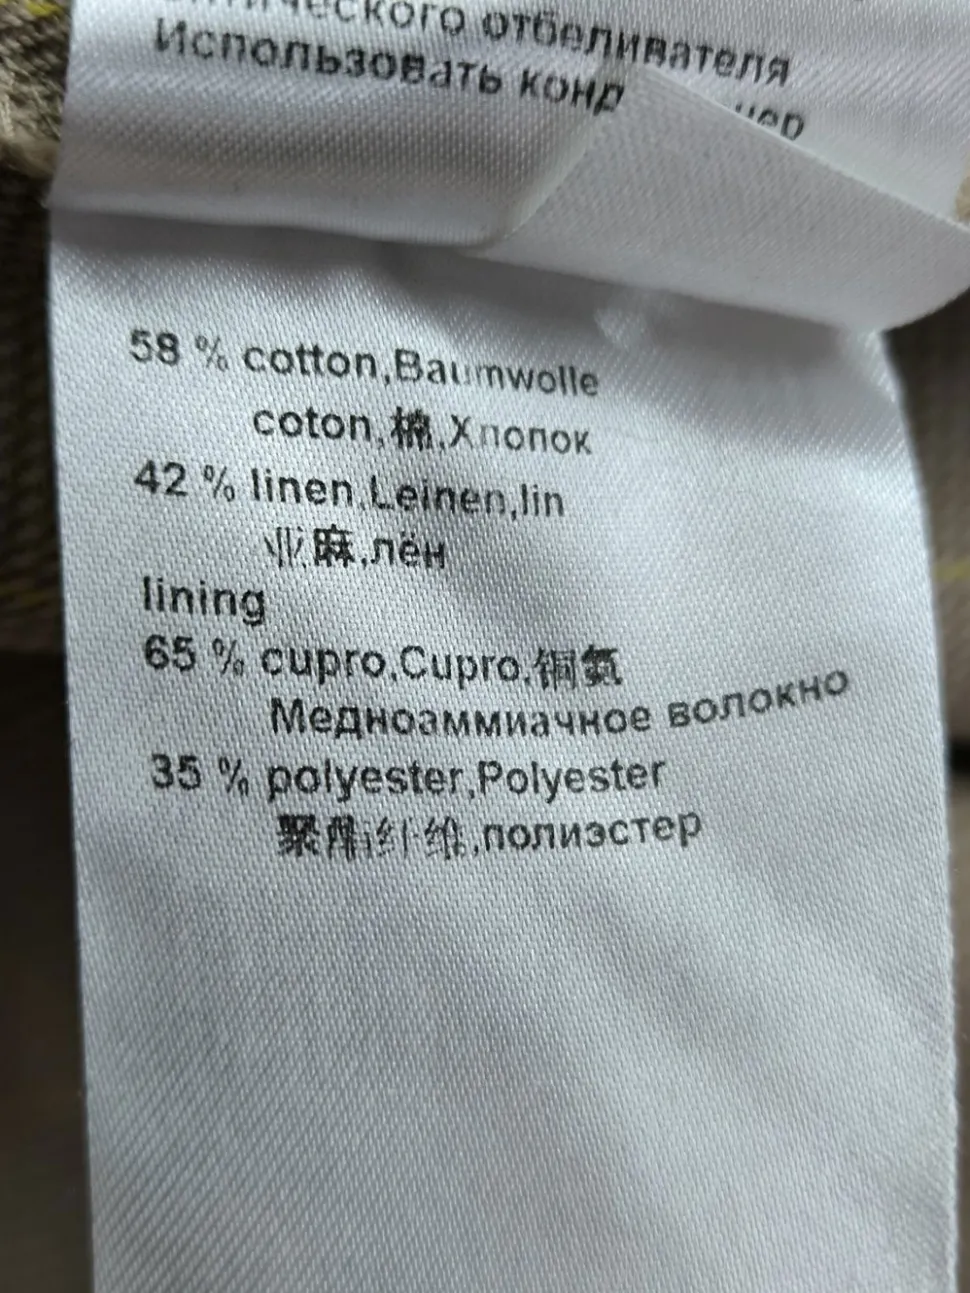 отбеливателя
Использовать
58 % cotton,Baumwolle
coton,棉,Хлопок
42 % linen,Leinen,lin
亚麻,лён
lining
65 % cupro,Cupro,铜氨
Медноаммиачное волокно
35 % polyester,Polyester
聚酯纤维,полиэстер